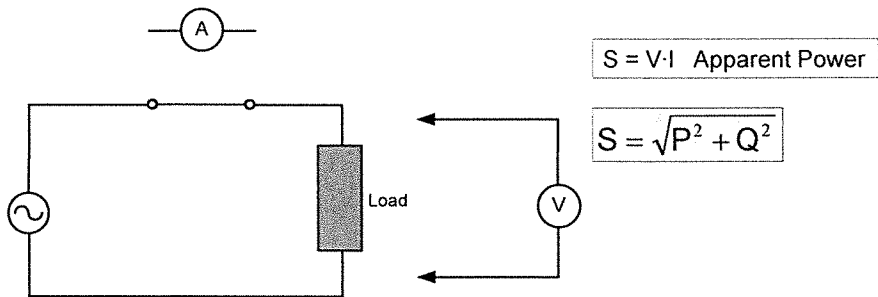 A
S = V·I Apparent Power
S = √P² + Q²
Load
V